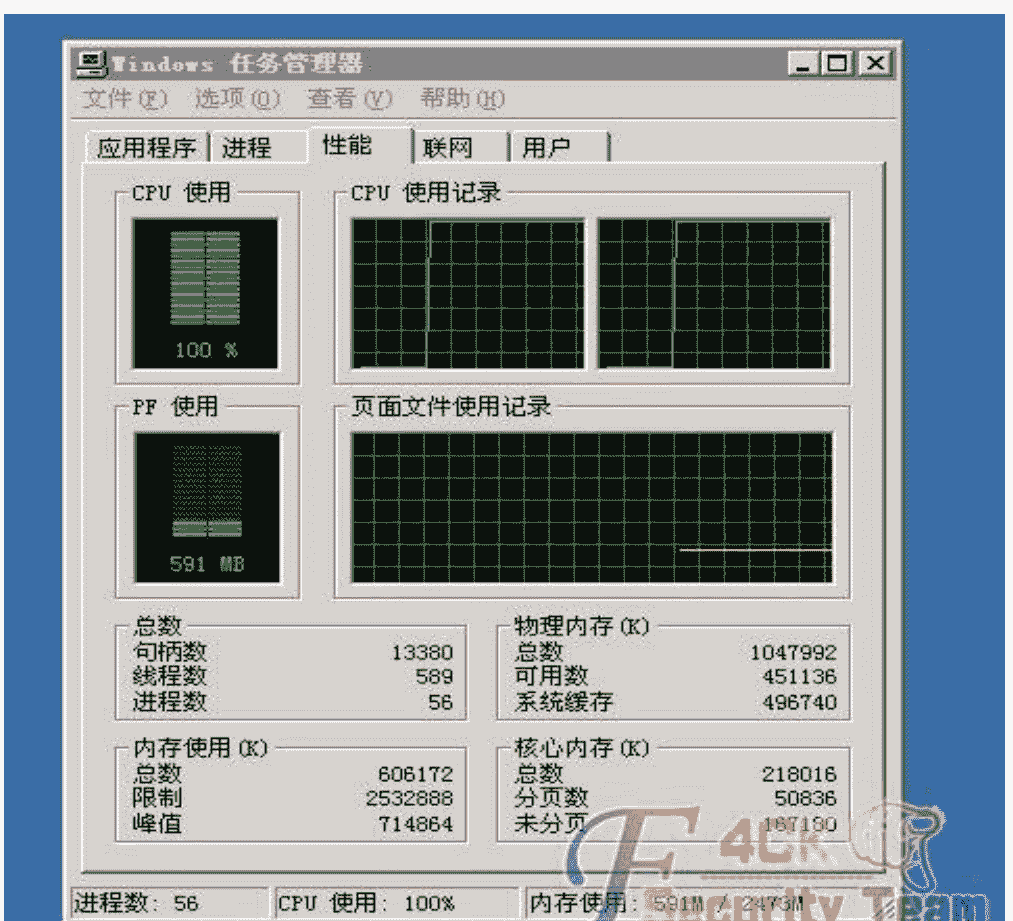 Windows 任务管理器
文件(F) 选项(O) 查看(V) 帮助(H)
应用程序 进程 性能 联网 用户
CPU 使用 CPU 使用记录
100 %
PF 使用 页面文件使用记录
591 MB
总数 物理内存(K)
句柄数 13380 总数 1047992
线程数 589 可用数 451136
进程数 56 系统缓存 496740
内存使用(K) 核心内存(K)
总数 606172 总数 218016
限制 2532888 分页数 50836
峰值 714864 未分页 167180
F4CK
进程数: 56 CPU 使用: 100% 内存使用: 591M / 2473M
Security Team